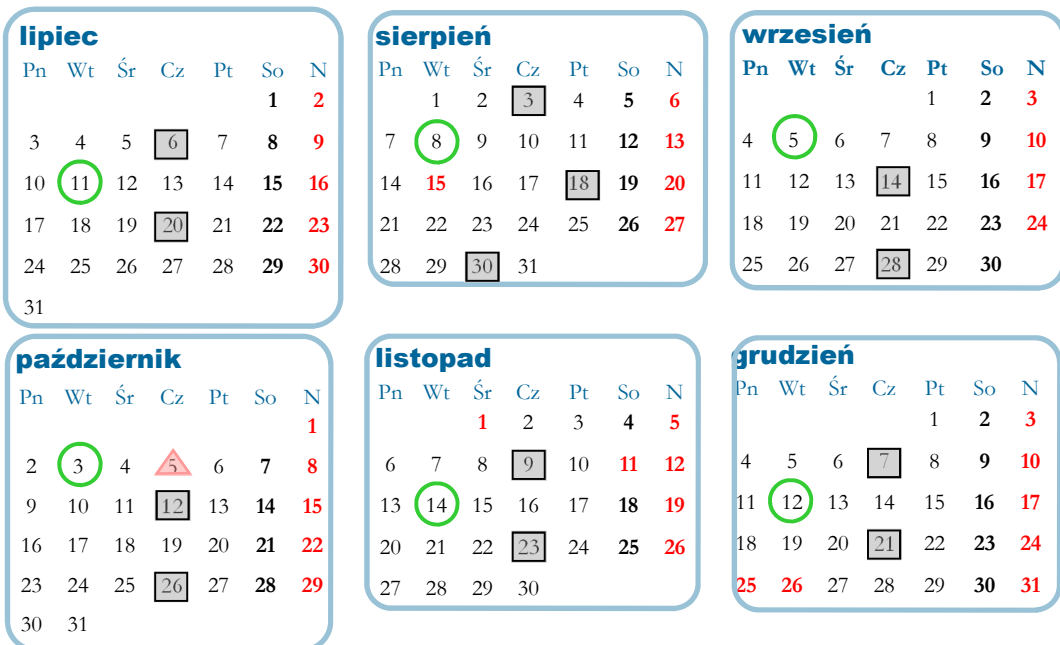 lipiec
Pn Wt Śr Cz Pt So N
1 2
3 4 5 6 7 8 9
10 11 12 13 14 15 16
17 18 19 20 21 22 23
24 25 26 27 28 29 30
31
sierpień
Pn Wt Śr Cz Pt So N
1 2 3 4 5 6
7 8 9 10 11 12 13
14 15 16 17 18 19 20
21 22 23 24 25 26 27
28 29 30 31
wrzesień
Pn Wt Śr Cz Pt So N
1 2 3
4 5 6 7 8 9 10
11 12 13 14 15 16 17
18 19 20 21 22 23 24
25 26 27 28 29 30
październik
Pn Wt Śr Cz Pt So N
1
2 3 4 5 6 7 8
9 10 11 12 13 14 15
16 17 18 19 20 21 22
23 24 25 26 27 28 29
30 31
listopad
Pn Wt Śr Cz Pt So N
1 2 3 4 5
6 7 8 9 10 11 12
13 14 15 16 17 18 19
20 21 22 23 24 25 26
27 28 29 30
grudzień
Pn Wt Śr Cz Pt So N
1 2 3
4 5 6 7 8 9 10
11 12 13 14 15 16 17
18 19 20 21 22 23 24
25 26 27 28 29 30 31